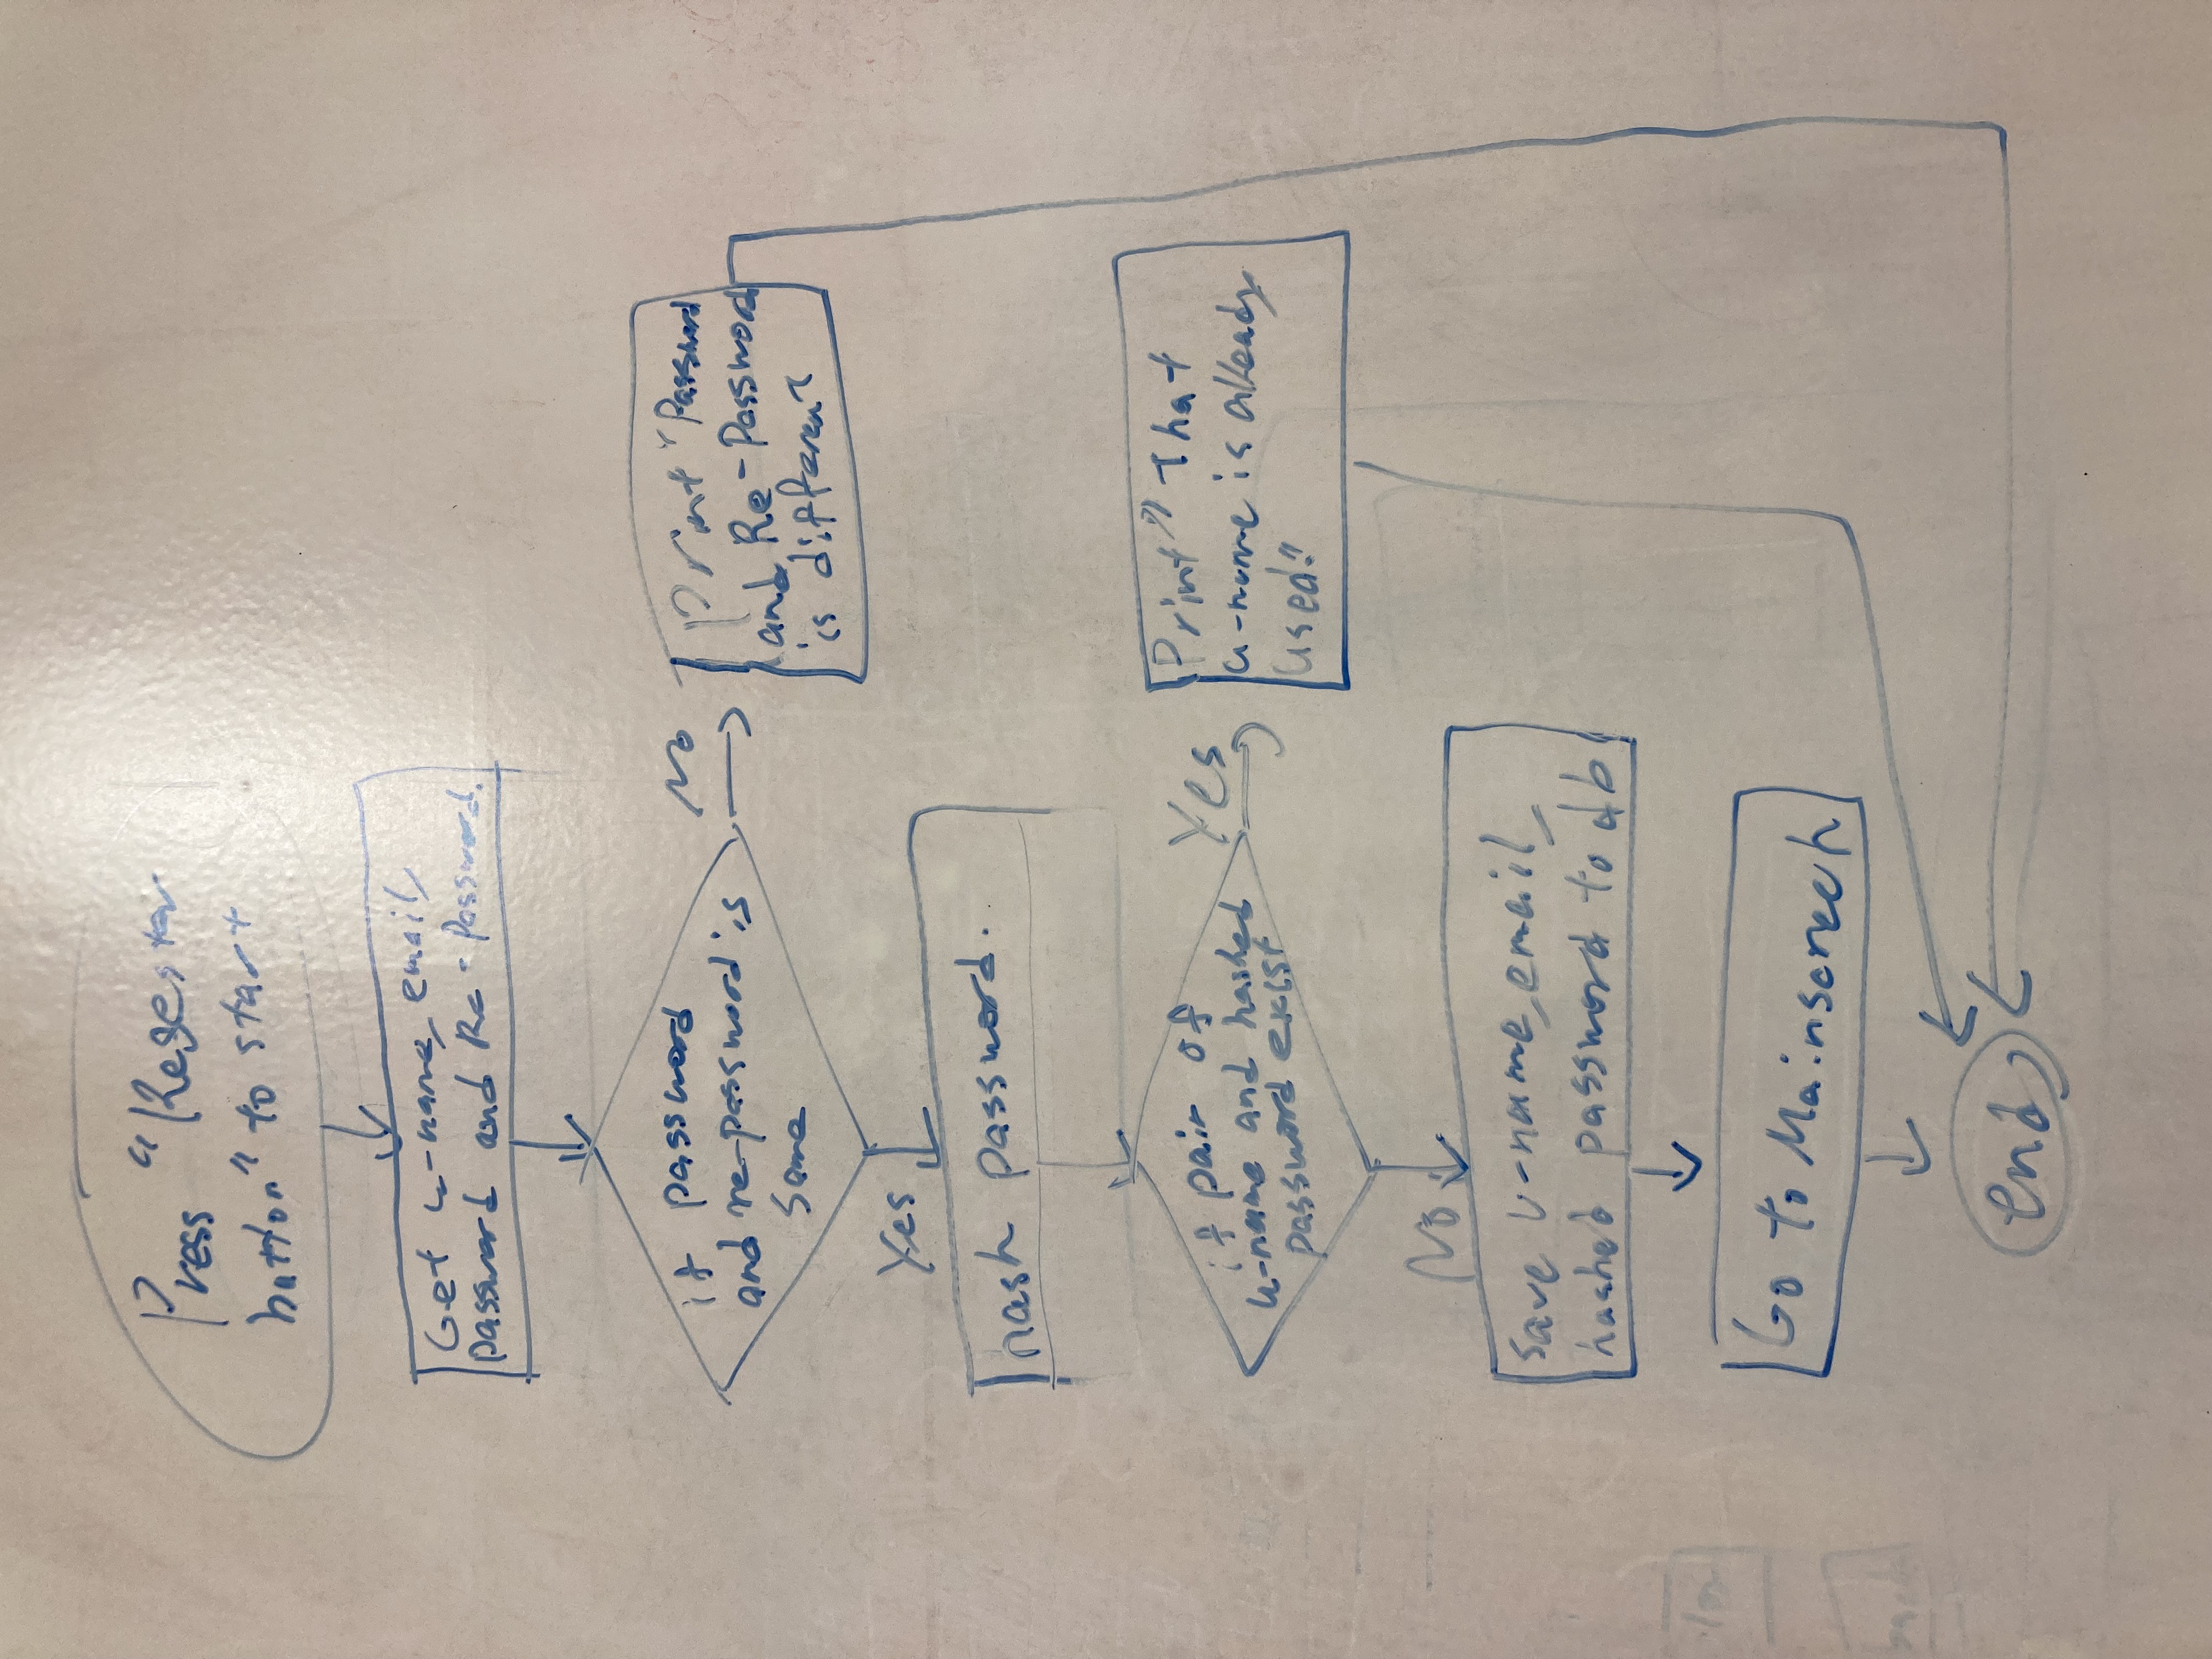 Press "Regester
button" to start
Get u-name, email,
password and Re-Password.
if password
and re-password is
same
No
Print "Password
and Re-Password
is different
Yes
hash password.
if pair of
u-name and hashed
password exist
Yes
Print" That
u-name is already
used."
No
save u-name, email,
hashed password to db
Go to Mainscreen
end